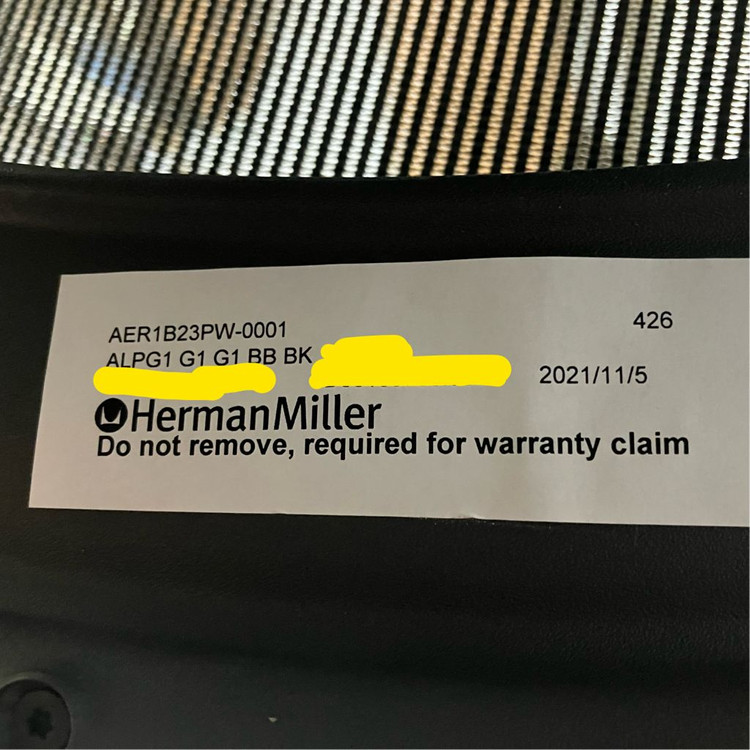 AER1B23PW-0001 426
ALPG1 G1 G1 BB BK
2021/11/5
HermanMiller
Do not remove, required for warranty claim